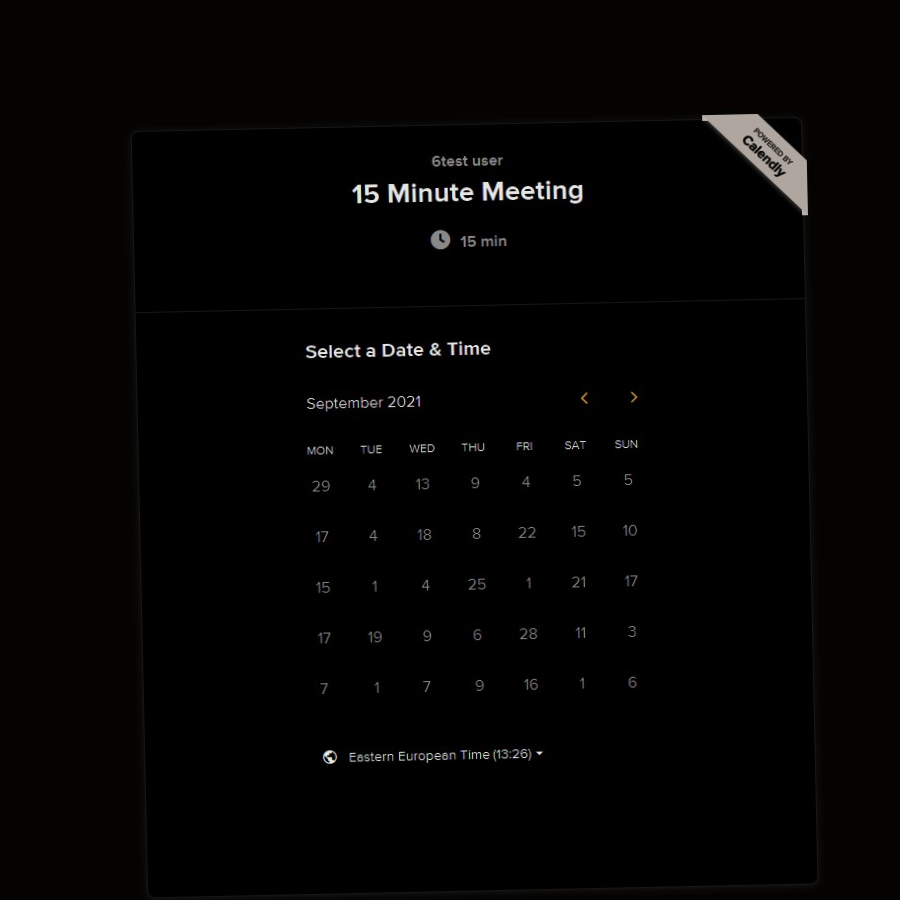 POWERED BY
Calendly
6test user
15 Minute Meeting
15 min
Select a Date & Time
September 2021
MON TUE WED THU FRI SAT SUN
29 4 13 9 4 5 5
17 4 18 8 22 15 10
15 1 4 25 1 21 17
17 19 9 6 28 11 3
7 1 7 9 16 1 6
Eastern European Time (13:26)